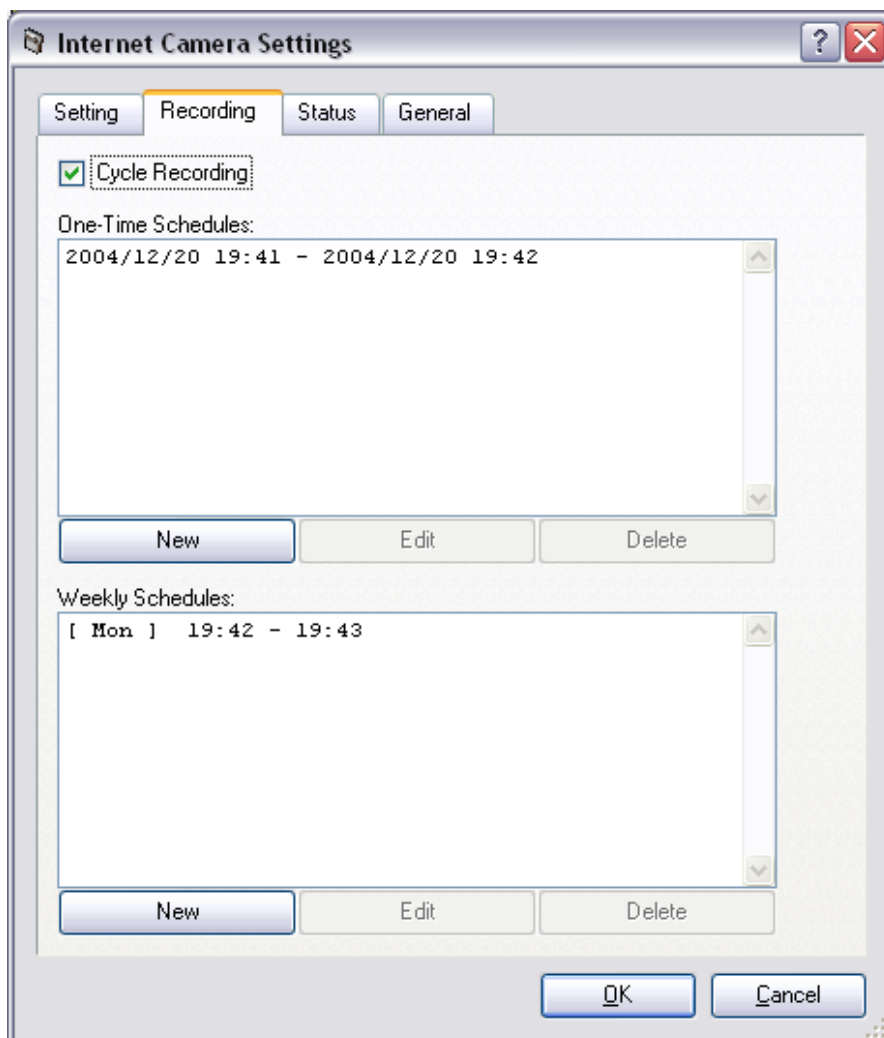 Internet Camera Settings
Setting Recording Status General
Cycle Recording
One-Time Schedules:
2004/12/20 19:41 - 2004/12/20 19:42
New Edit Delete
Weekly Schedules:
[ Mon ] 19:42 - 19:43
New Edit Delete
OK Cancel